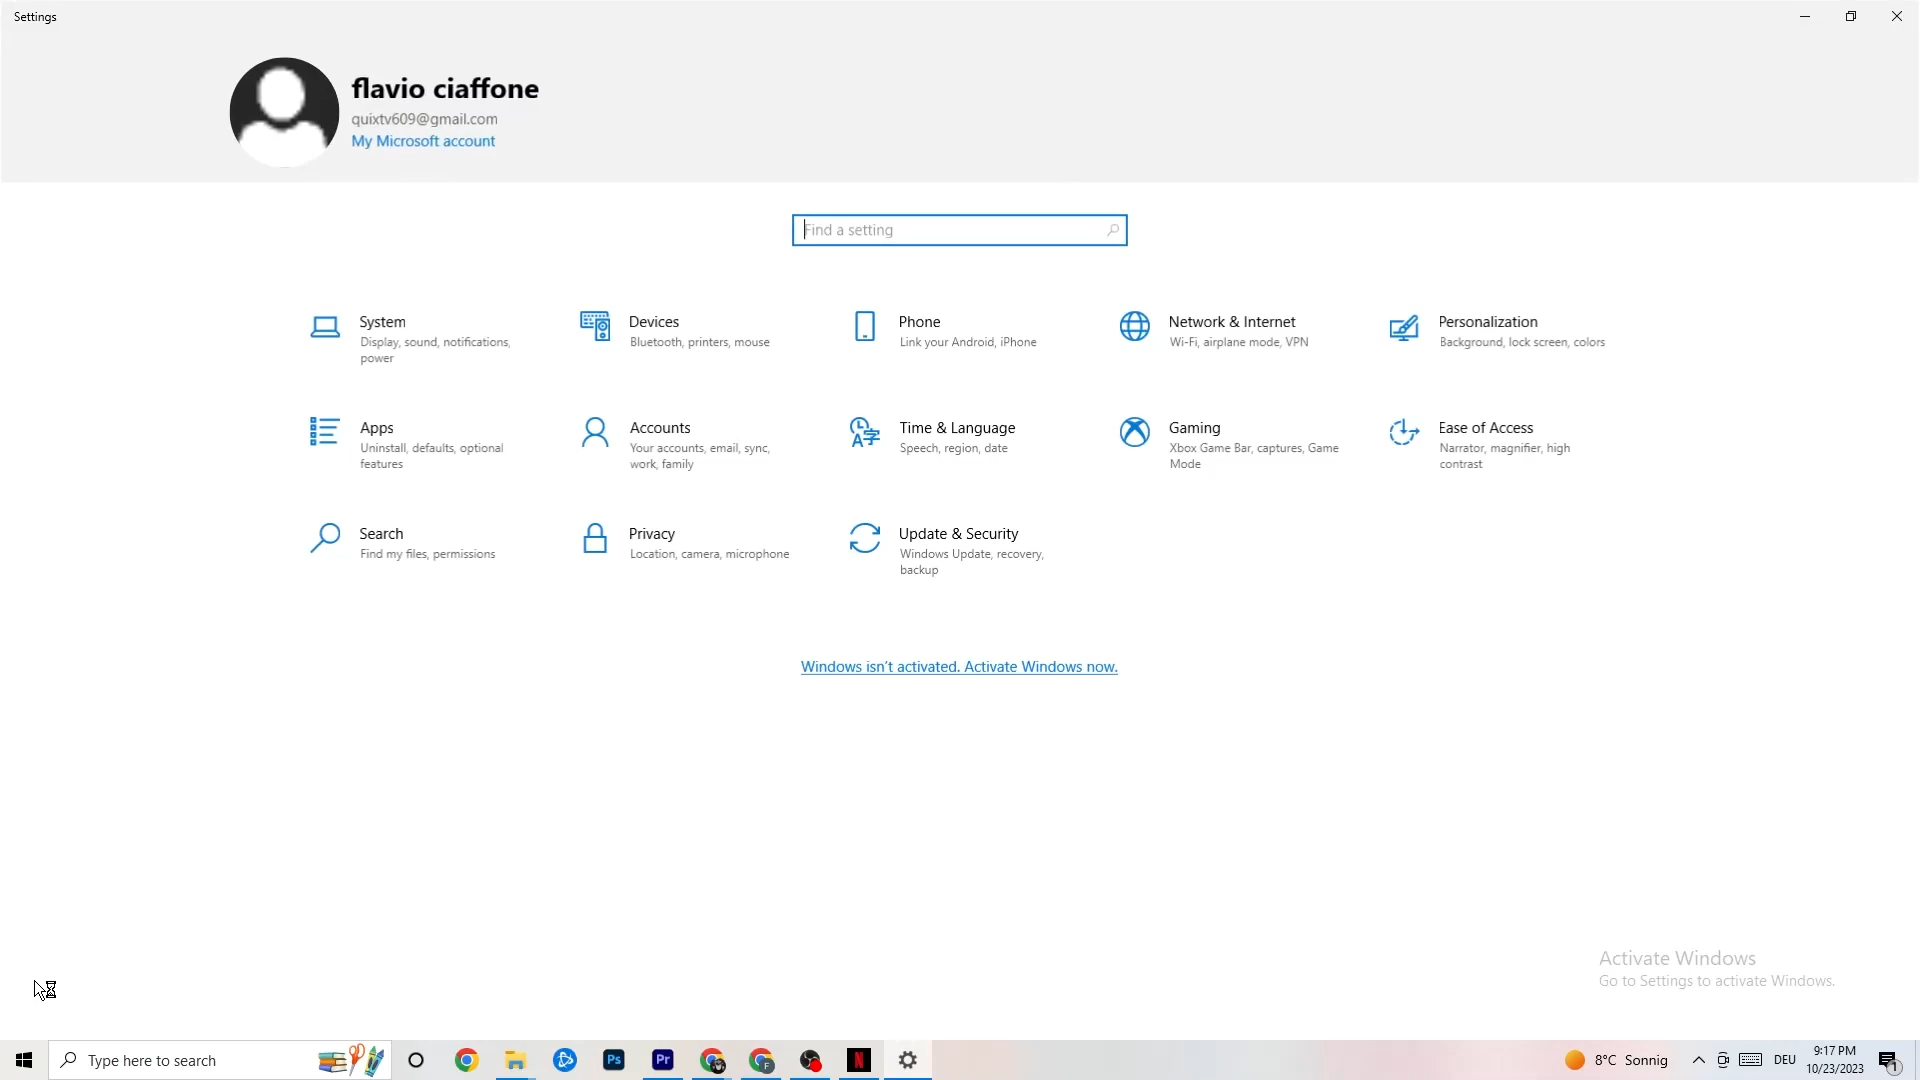 Settings
flavio ciaffone
quixtv609@gmail.com
My Microsoft account
Find a setting
System
Display, sound, notifications,
power
Devices
Bluetooth, printers, mouse
Phone
Link your Android, iPhone
Network & Internet
Wi-Fi, airplane mode, VPN
Personalization
Background, lock screen, colors
Apps
Uninstall, defaults, optional
features
Accounts
Your accounts, email, sync,
work, family
Time & Language
Speech, region, date
Gaming
Xbox Game Bar, captures, Game
Mode
Ease of Access
Narrator, magnifier, high
contrast
Search
Find my files, permissions
Privacy
Location, camera, microphone
Update & Security
Windows Update, recovery,
backup
Windows isn't activated. Activate Windows now.
Activate Windows
Go to Settings to activate Windows.
Type here to search
Ps
Pr
F
N
8°C Sonnig
DEU
9:17 PM
10/23/2023
1